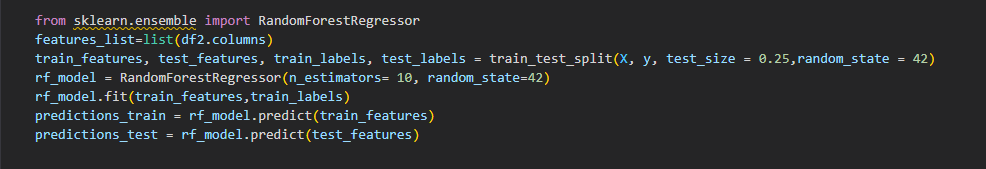 from sklearn.ensemble import RandomForestRegressor
features_list=list(df2.columns)
train_features, test_features, train_labels, test_labels = train_test_split(X, y, test_size = 0.25,random_state = 42)
rf_model = RandomForestRegressor(n_estimators= 10, random_state=42)
rf_model.fit(train_features,train_labels)
predictions_train = rf_model.predict(train_features)
predictions_test = rf_model.predict(test_features)